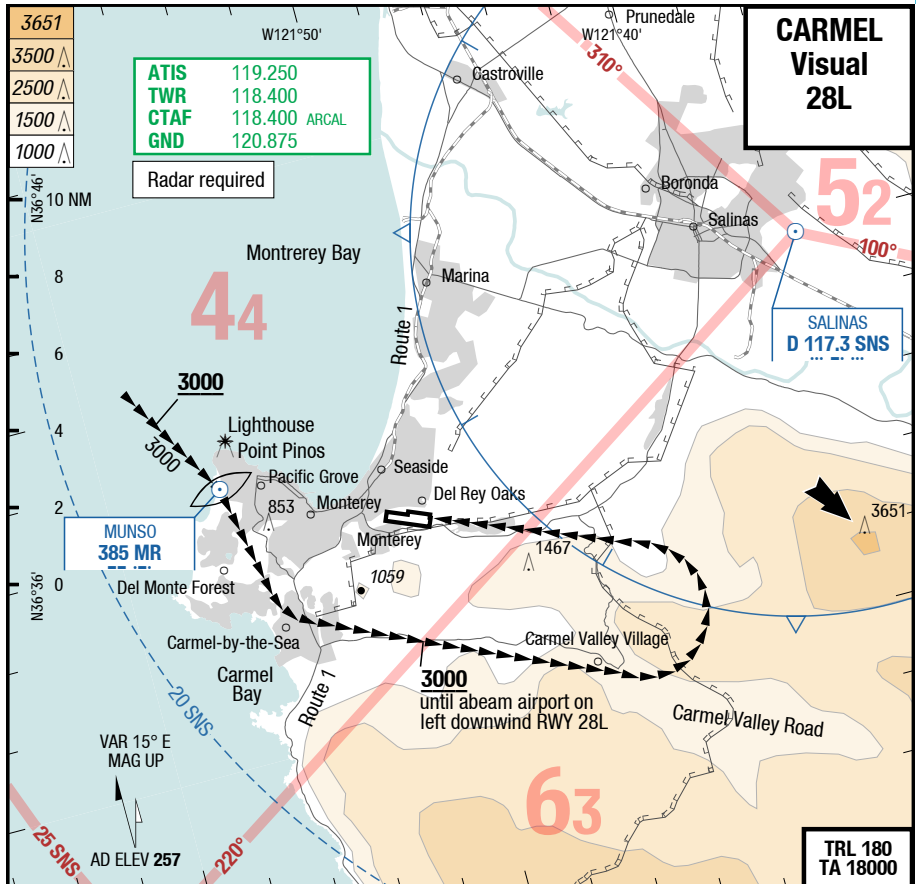 3651
3500
2500
1500
1000
W121°50'
W121°40'
Prunedale
CARMEL
Visual
28L
ATIS 119.250
TWR 118.400
CTAF 118.400 ARCAL
GND 120.875
Radar required
310°
Castroville
N36°46'
10 NM
Boronda
52
Salinas
100°
Montrerey Bay
8
44
Marina
Route 1
SALINAS
D 117.3 SNS
6
3000
3000
4
Lighthouse
Point Pinos
Pacific Grove
Seaside
853
Monterey
Del Rey Oaks
3651
2
MUNSO
385 MR
Monterey
1467
N36°36'
0
Del Monte Forest
1059
Carmel-by-the-Sea
Carmel Valley Village
Carmel
Bay
Route 1
3000
until abeam airport on
left downwind RWY 28L
Carmel Valley Road
20 SNS
VAR 15° E
MAG UP
63
25 SNS
220°
AD ELEV 257
TRL 180
TA 18000